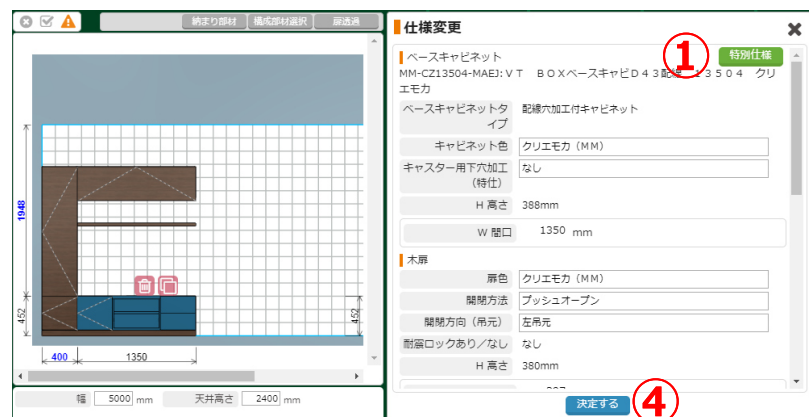 納まり部材 構成部材選択 扉透過
1948
452
452
400
1350
幅 5000 mm 天井高さ 2400 mm
仕様変更
①
特別仕様
ベースキャビネット
MM-CZ13504-MAEJ:ＶＴ　ＢＯＸベースキャビＤ４３配線　１３５０４　クリ
エモカ
ベースキャビネットタ
イプ
配線穴加工付キャビネット
キャビネット色 クリエモカ（MM）
キャスター用下穴加工
（特仕）
なし
H 高さ 388mm
W 間口 1350 mm
木扉
扉色 クリエモカ（MM）
開閉方法 プッシュオープン
開閉方向（吊元） 左吊元
耐震ロックあり／なし なし
H 高さ 380mm
決定する
④